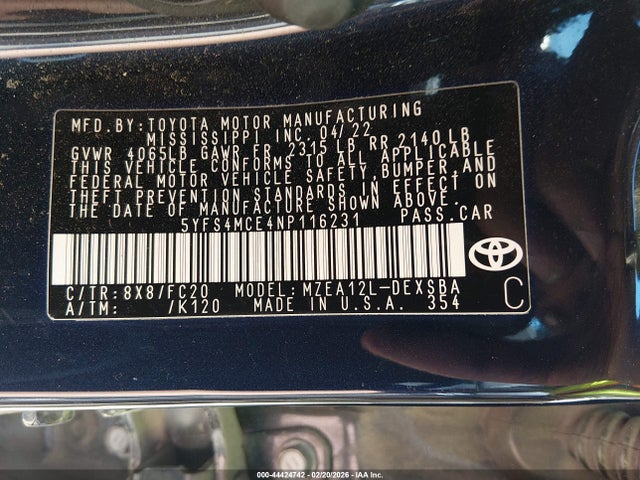 MFD.BY:TOYOTA MOTOR MANUFACTURING
MISSISSIPPI INC. 04/22
GVWR 4065LB GAWR FR. 2315 LB RR 2140 LB
THIS VEHICLE CONFORMS TO ALL APPLICABLE
FEDERAL MOTOR VEHICLE SAFETY,BUMPER,AND
THEFT PREVENTION STANDARDS IN EFFECT ON
THE DATE OF MANUFACTURE SHOWN ABOVE.
5YFS4MCE4NP116231 PASS.CAR
C/TR:8X8/FC20 MODEL:MZEA12L-DEXSBA
A/TM: /K120 MADE IN U.S.A. 354
C
000-44424742 - 02/20/2026 - IAA Inc.